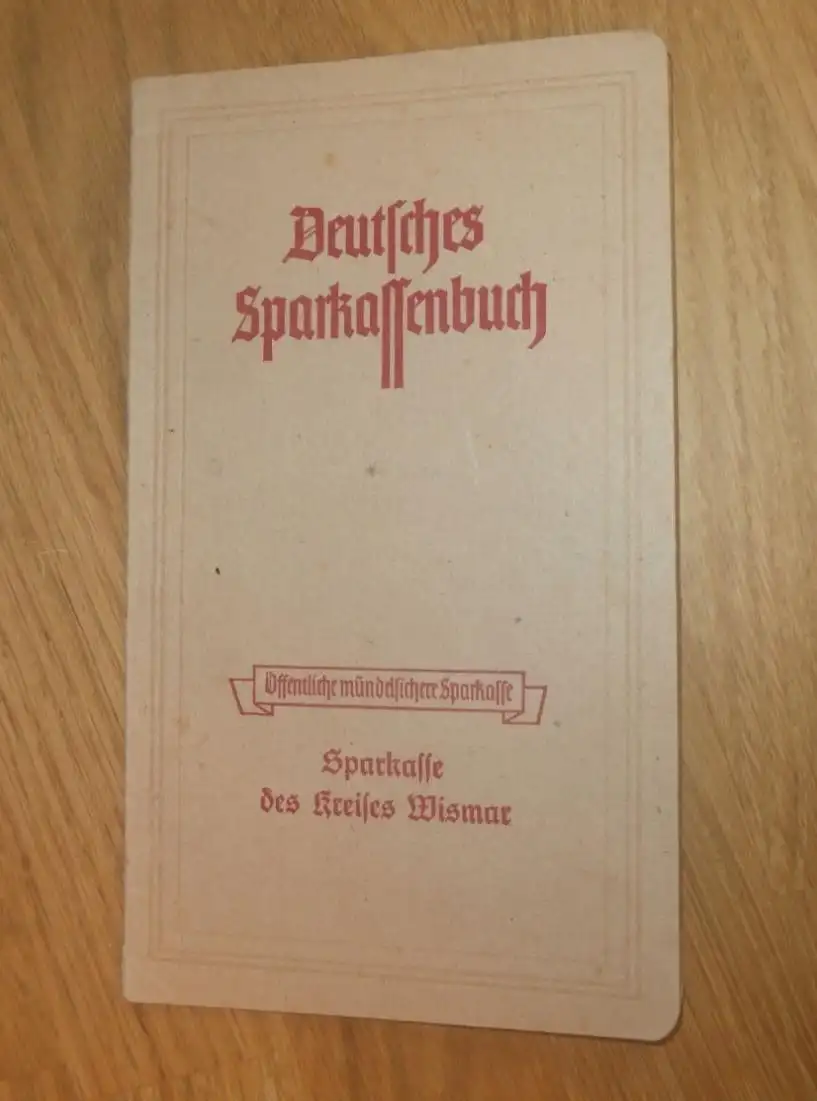 Deutſches
Sparkaſſenbuch
Öffentliche mündelſichere Sparkaſſe
Sparkaſſe
des Kreiſes Wismar